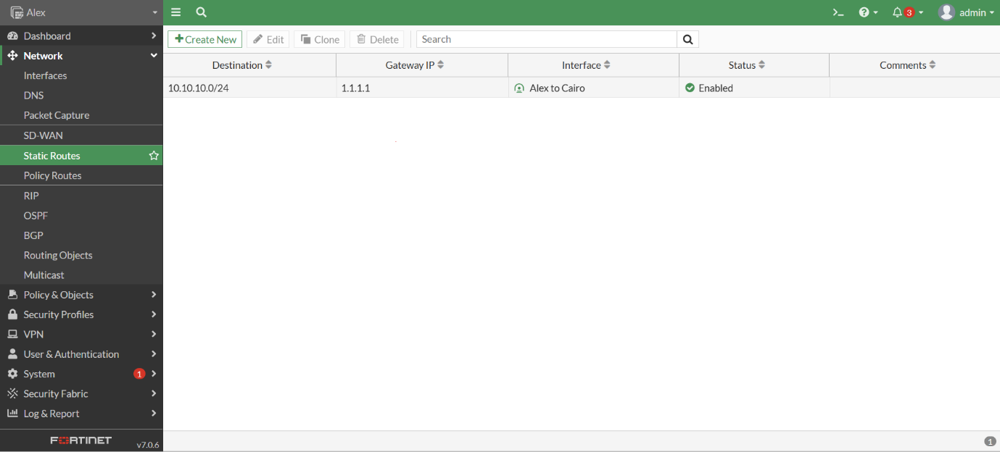 Alex
3
admin
Dashboard
Create New
Edit
Clone
Delete
Search
Network
Destination
Gateway IP
Interface
Status
Comments
Interfaces
10.10.10.0/24
1.1.1.1
Alex to Cairo
Enabled
DNS
Packet Capture
SD-WAN
Static Routes
Policy Routes
RIP
OSPF
BGP
Routing Objects
Multicast
Policy & Objects
Security Profiles
VPN
User & Authentication
System 1
Security Fabric
Log & Report
FORTINET v7.0.6
1